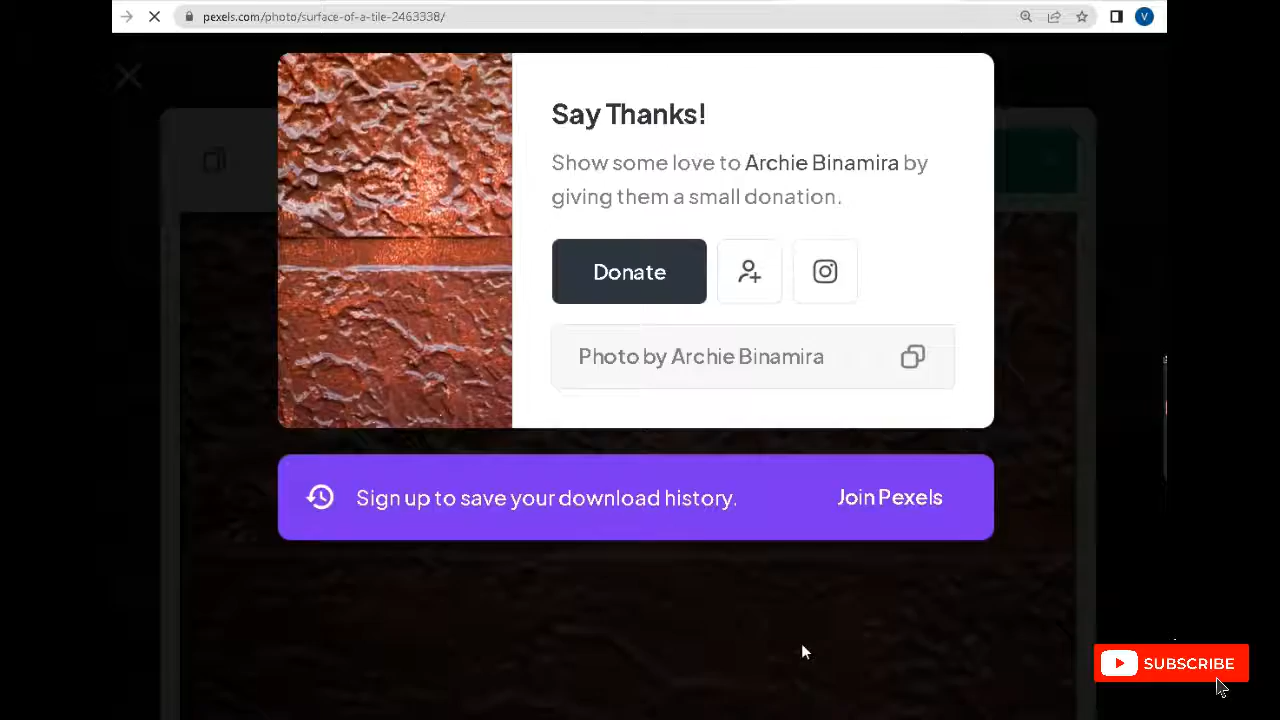 pexels.com/photo/surface-of-a-tile-2463338/
V
Say Thanks!
Show some love to Archie Binamira by
giving them a small donation.
Donate
Photo by Archie Binamira
Sign up to save your download history.
Join Pexels
SUBSCRIBE